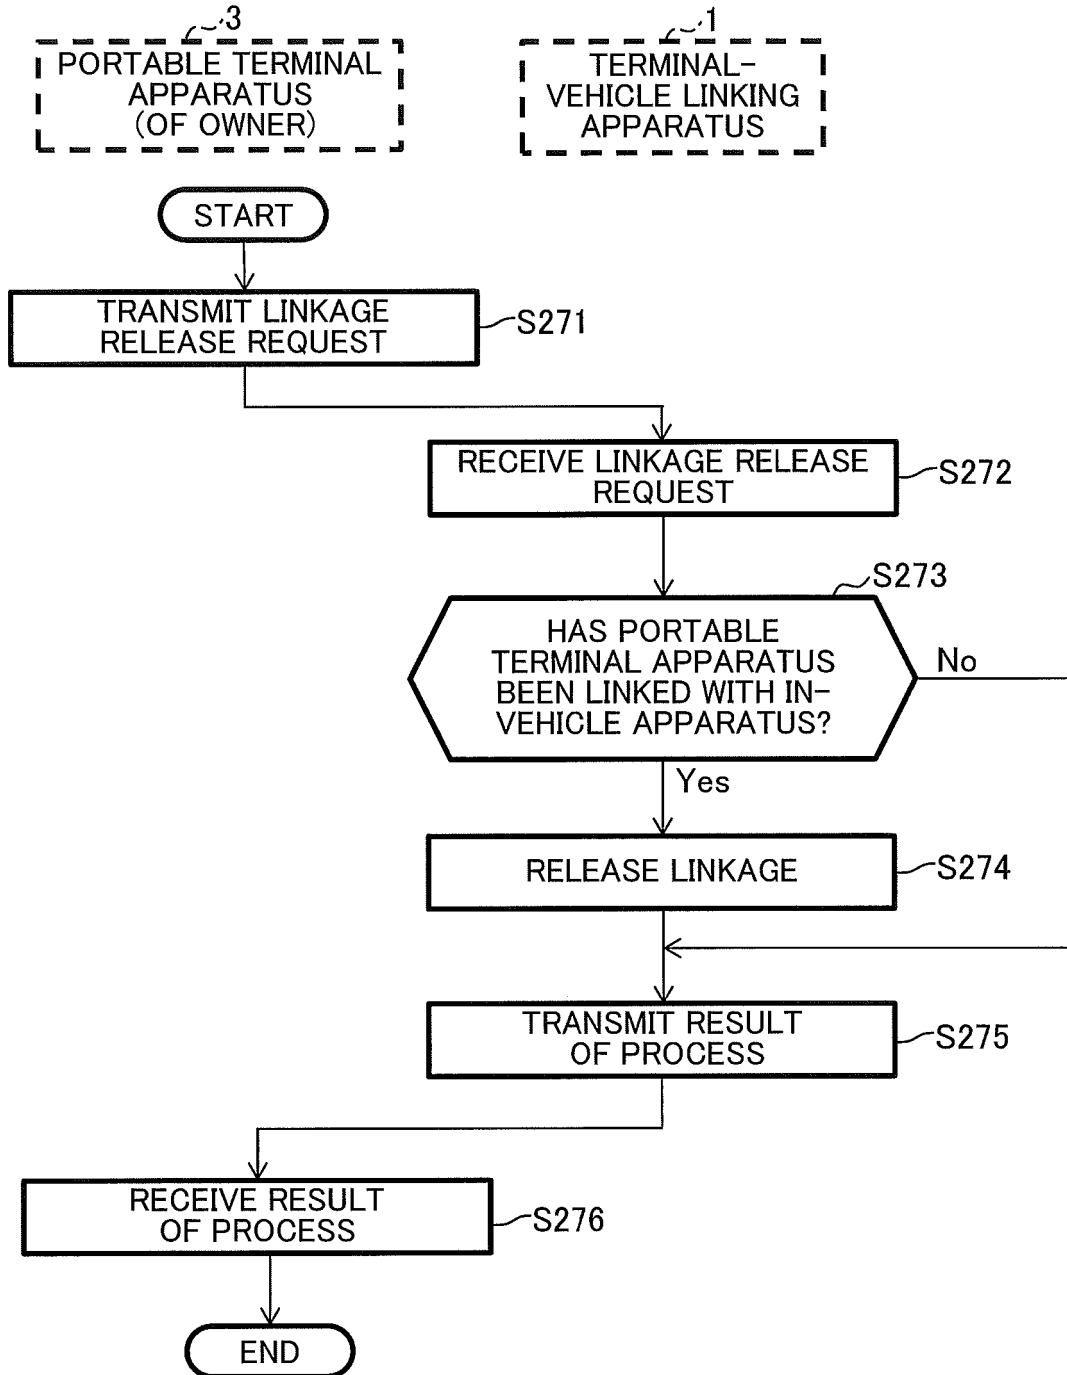 3
PORTABLE TERMINAL
APPARATUS
(OF OWNER)
1
TERMINAL-
VEHICLE LINKING
APPARATUS
START
TRANSMIT LINKAGE
RELEASE REQUEST
S271
RECEIVE LINKAGE RELEASE
REQUEST
S272
S273
HAS PORTABLE
TERMINAL APPARATUS
BEEN LINKED WITH IN-
VEHICLE APPARATUS?
No
Yes
RELEASE LINKAGE
S274
TRANSMIT RESULT
OF PROCESS
S275
RECEIVE RESULT
OF PROCESS
S276
END